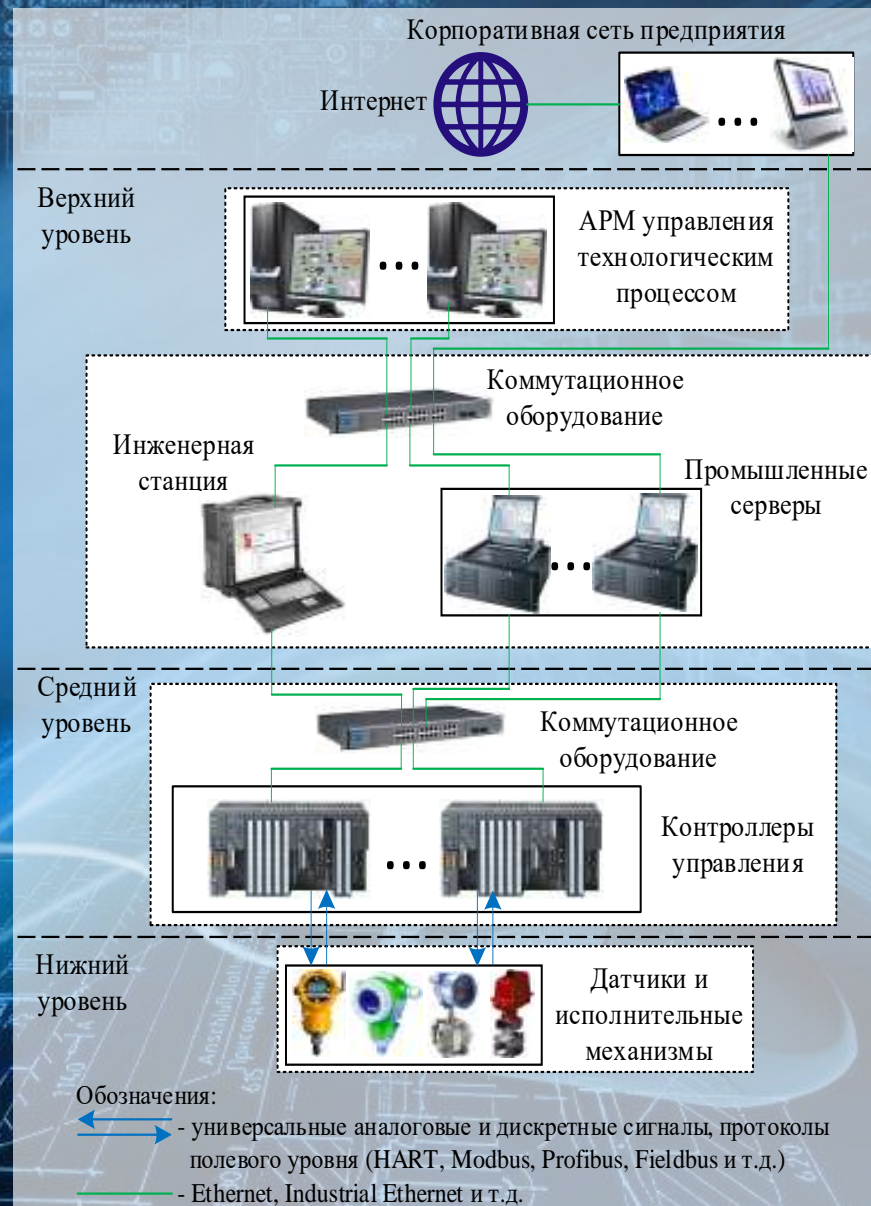 Корпоративная сеть предприятия
Интернет
Верхний
уровень
АРМ управления
технологическим
процессом
Коммутационное
оборудование
Инженерная
станция
Промышленные
серверы
Средний
уровень
Коммутационное
оборудование
Контроллеры
управления
Нижний
уровень
Датчики и
исполнительные
механизмы
Обозначения:
- универсальные аналоговые и дискретные сигналы, протоколы
полевого уровня (HART, Modbus, Profibus, Fieldbus и т.д.)
- Ethernet, Industrial Ethernet и т.д.